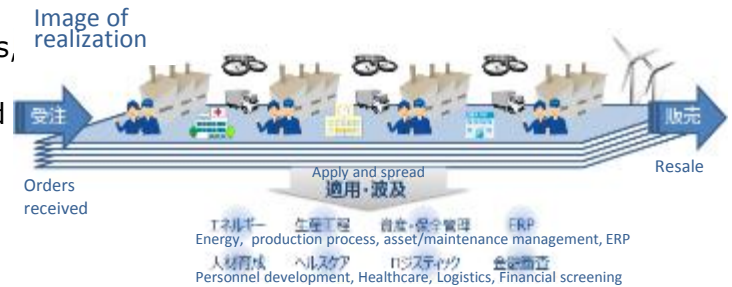 Image of
realization
s,
d
受注
販売
Orders
received
Resale
Apply and spread
適用・波及
エネルギー 生産工程 資産・保全管理 ERP
Energy, production process, asset/maintenance management, ERP
人材育成 ヘルスケア ロジスティック 金融審査
Personnel development, Healthcare, Logistics, Financial screening